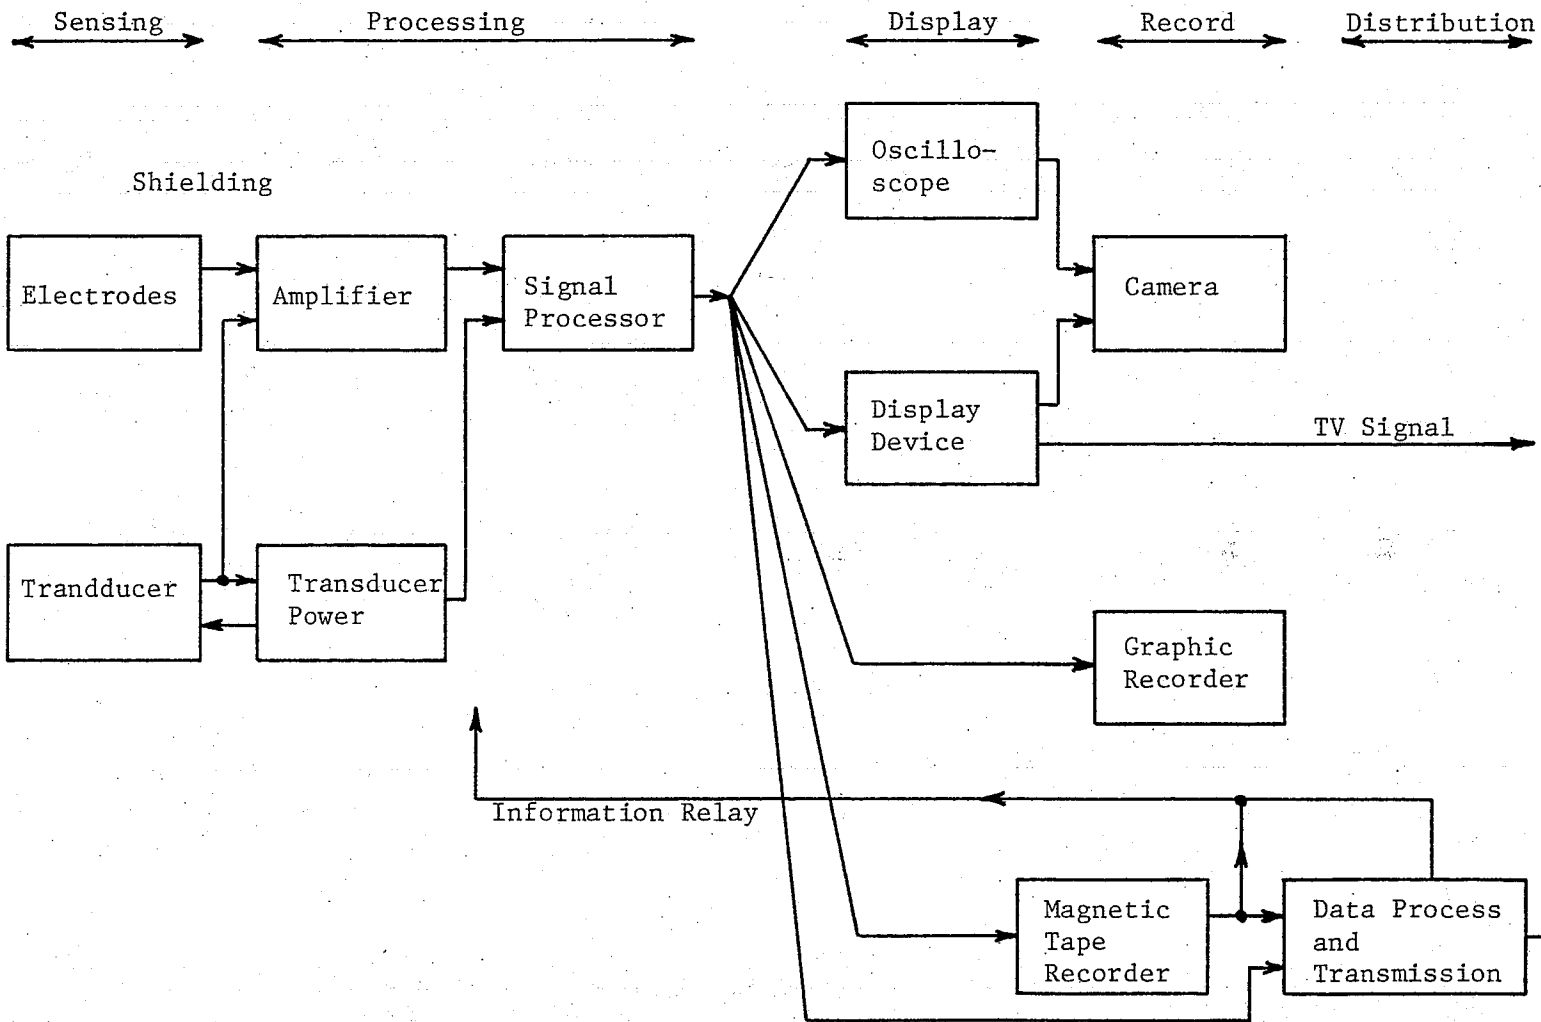 Sensing
Processing
Display
Record
Distribution
Shielding
Oscillo-
scope
Electrodes
Amplifier
Signal
Processor
Camera
Display
Device
TV Signal
Trandducer
Transducer
Power
Graphic
Recorder
Information Relay
Magnetic
Tape
Recorder
Data Process
and
Transmission